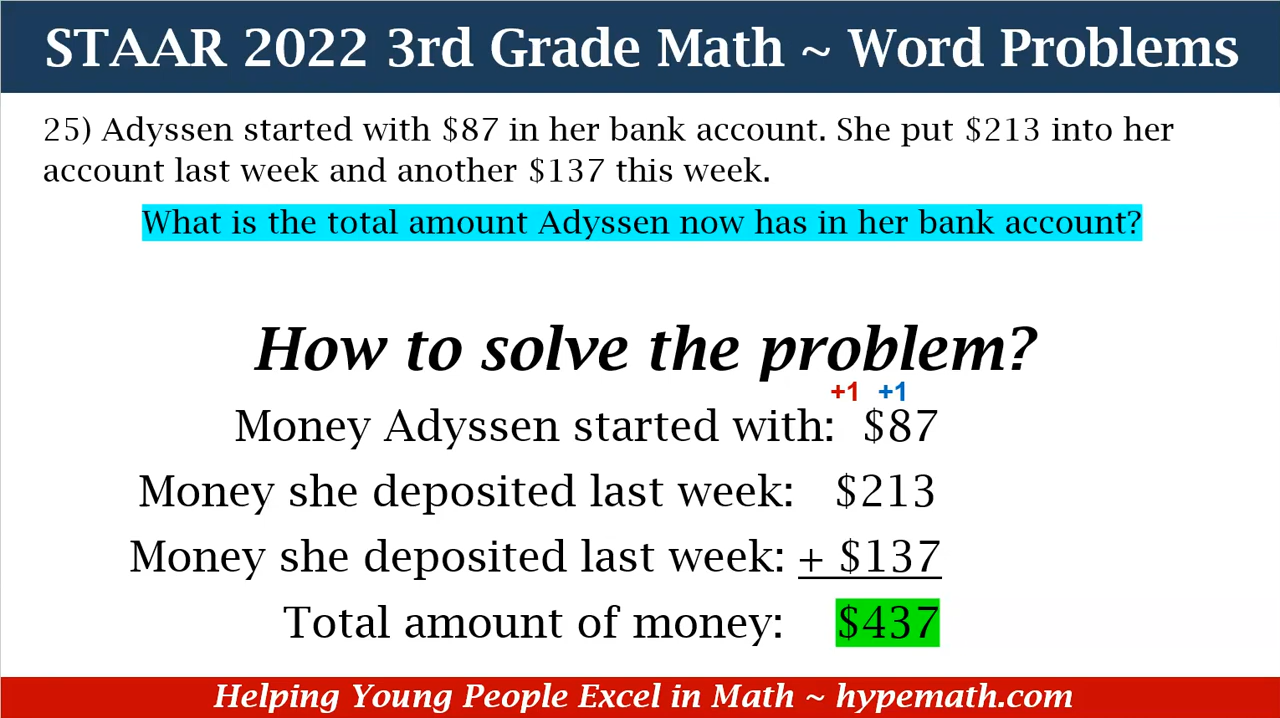 STAAR 2022 3rd Grade Math ~ Word Problems
25) Adyssen started with $87 in her bank account. She put $213 into her
account last week and another $137 this week.
What is the total amount Adyssen now has in her bank account?
How to solve the problem?
+1 +1
Money Adyssen started with: $87
Money she deposited last week: $213
Money she deposited last week: + $137
Total amount of money: $437
Helping Young People Excel in Math ~ hypemath.com